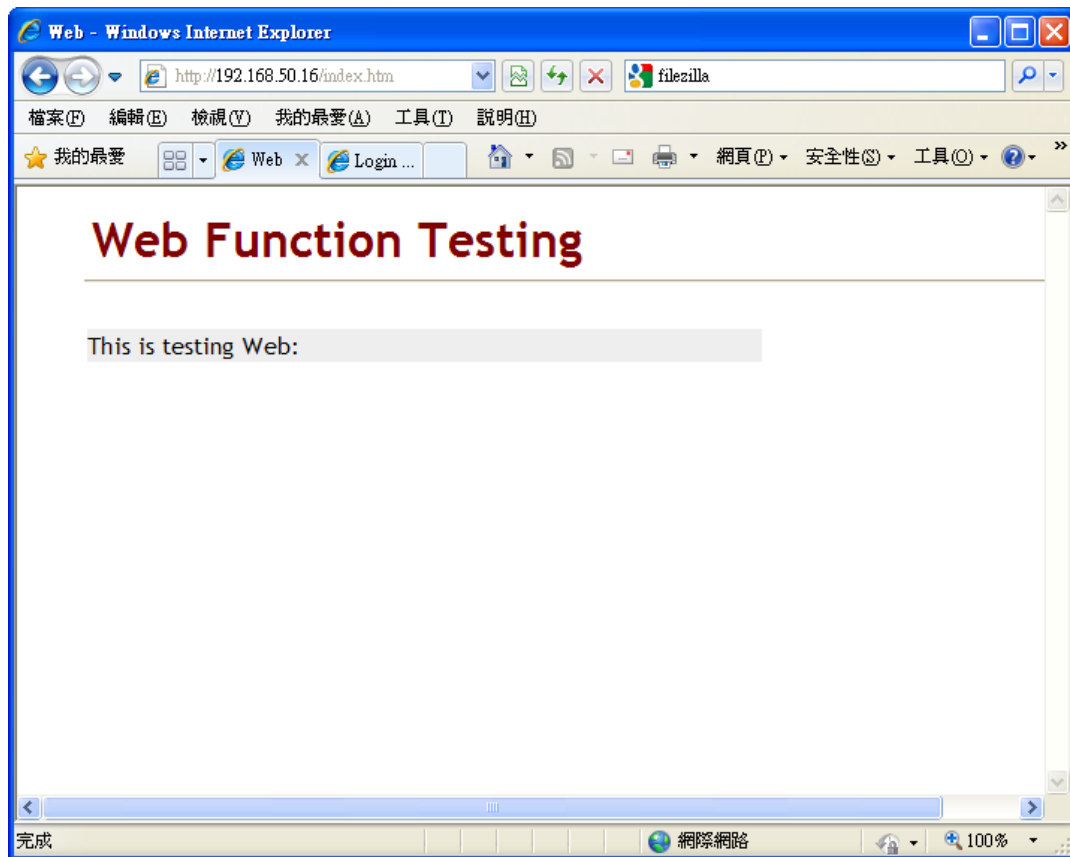 Web - Windows Internet Explorer
http://192.168.50.16/index.htm
filezilla
檔案(F) 編輯(E) 檢視(V) 我的最愛(A) 工具(T) 說明(H)
我的最愛 Web Login ... 網頁(P) 安全性(S) 工具(O)
Web Function Testing
This is testing Web:
完成 網際網路 100%